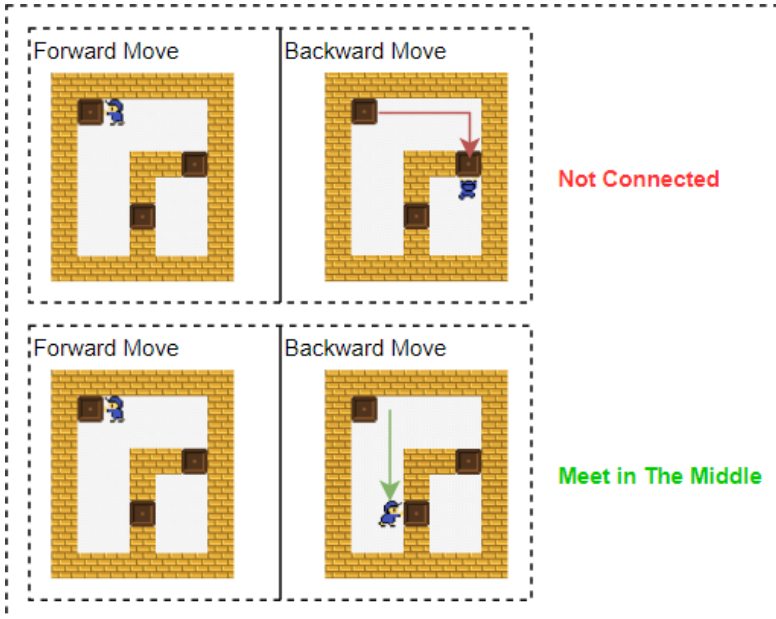 Forward Move
Backward Move
Not Connected
Forward Move
Backward Move
Meet in The Middle